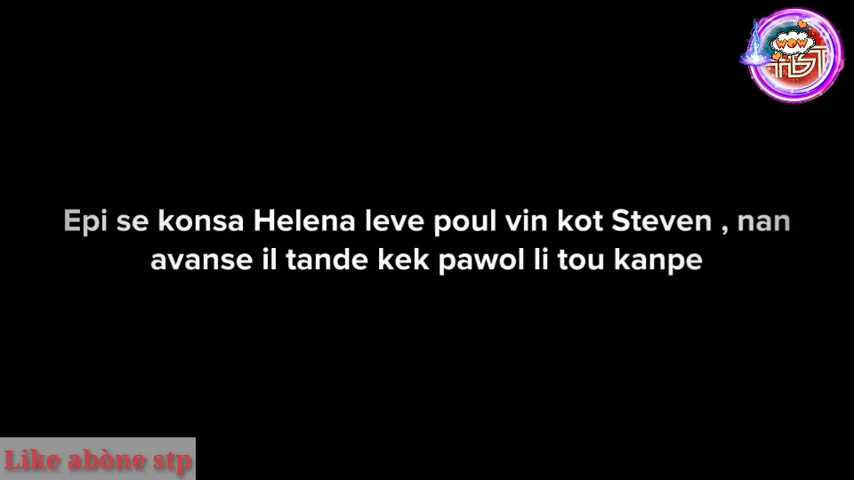 WOW
Epi se konsa Helena leve poul vin kot Steven , nan
avanse il tande kek pawol li tou kanpe
Like abòne stp